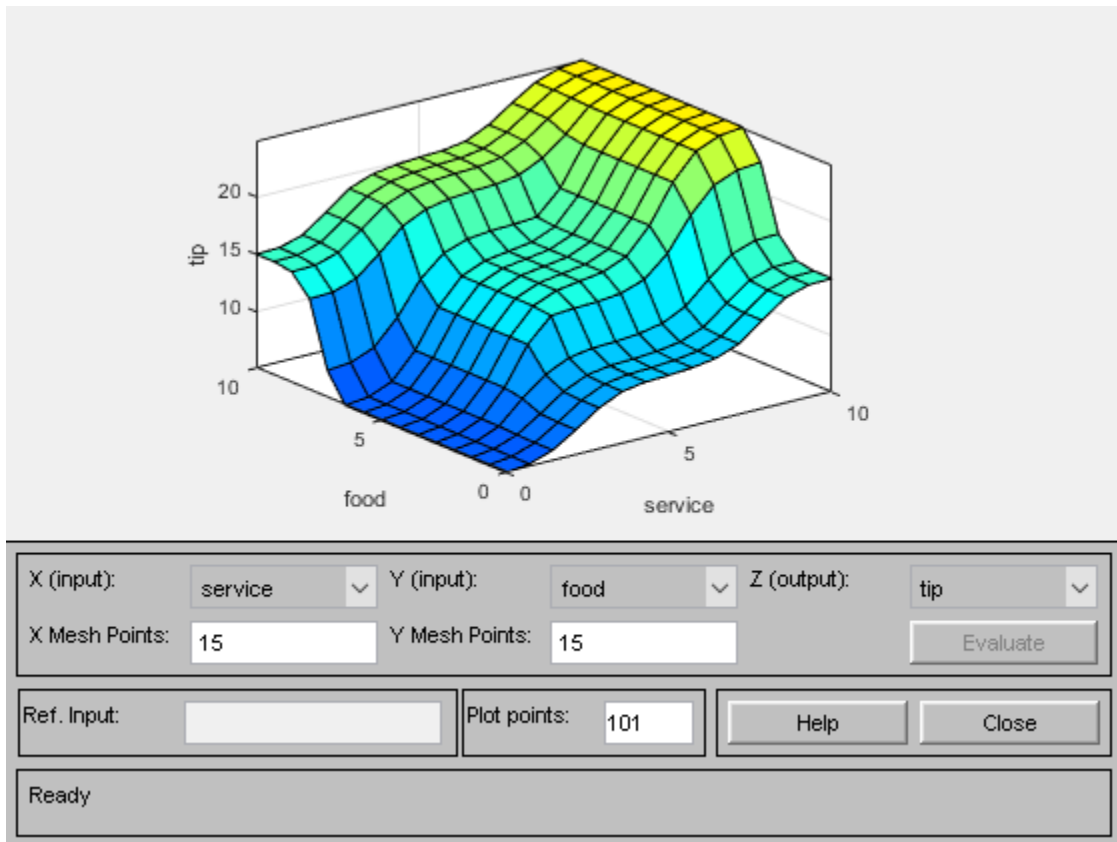 20
15
10
tip
10
5
0
food
0
5
10
service
X (input):
service
Y (input):
food
Z (output):
tip
X Mesh Points:
15
Y Mesh Points:
15
Evaluate
Ref. Input:
Plot points:
101
Help
Close
Ready